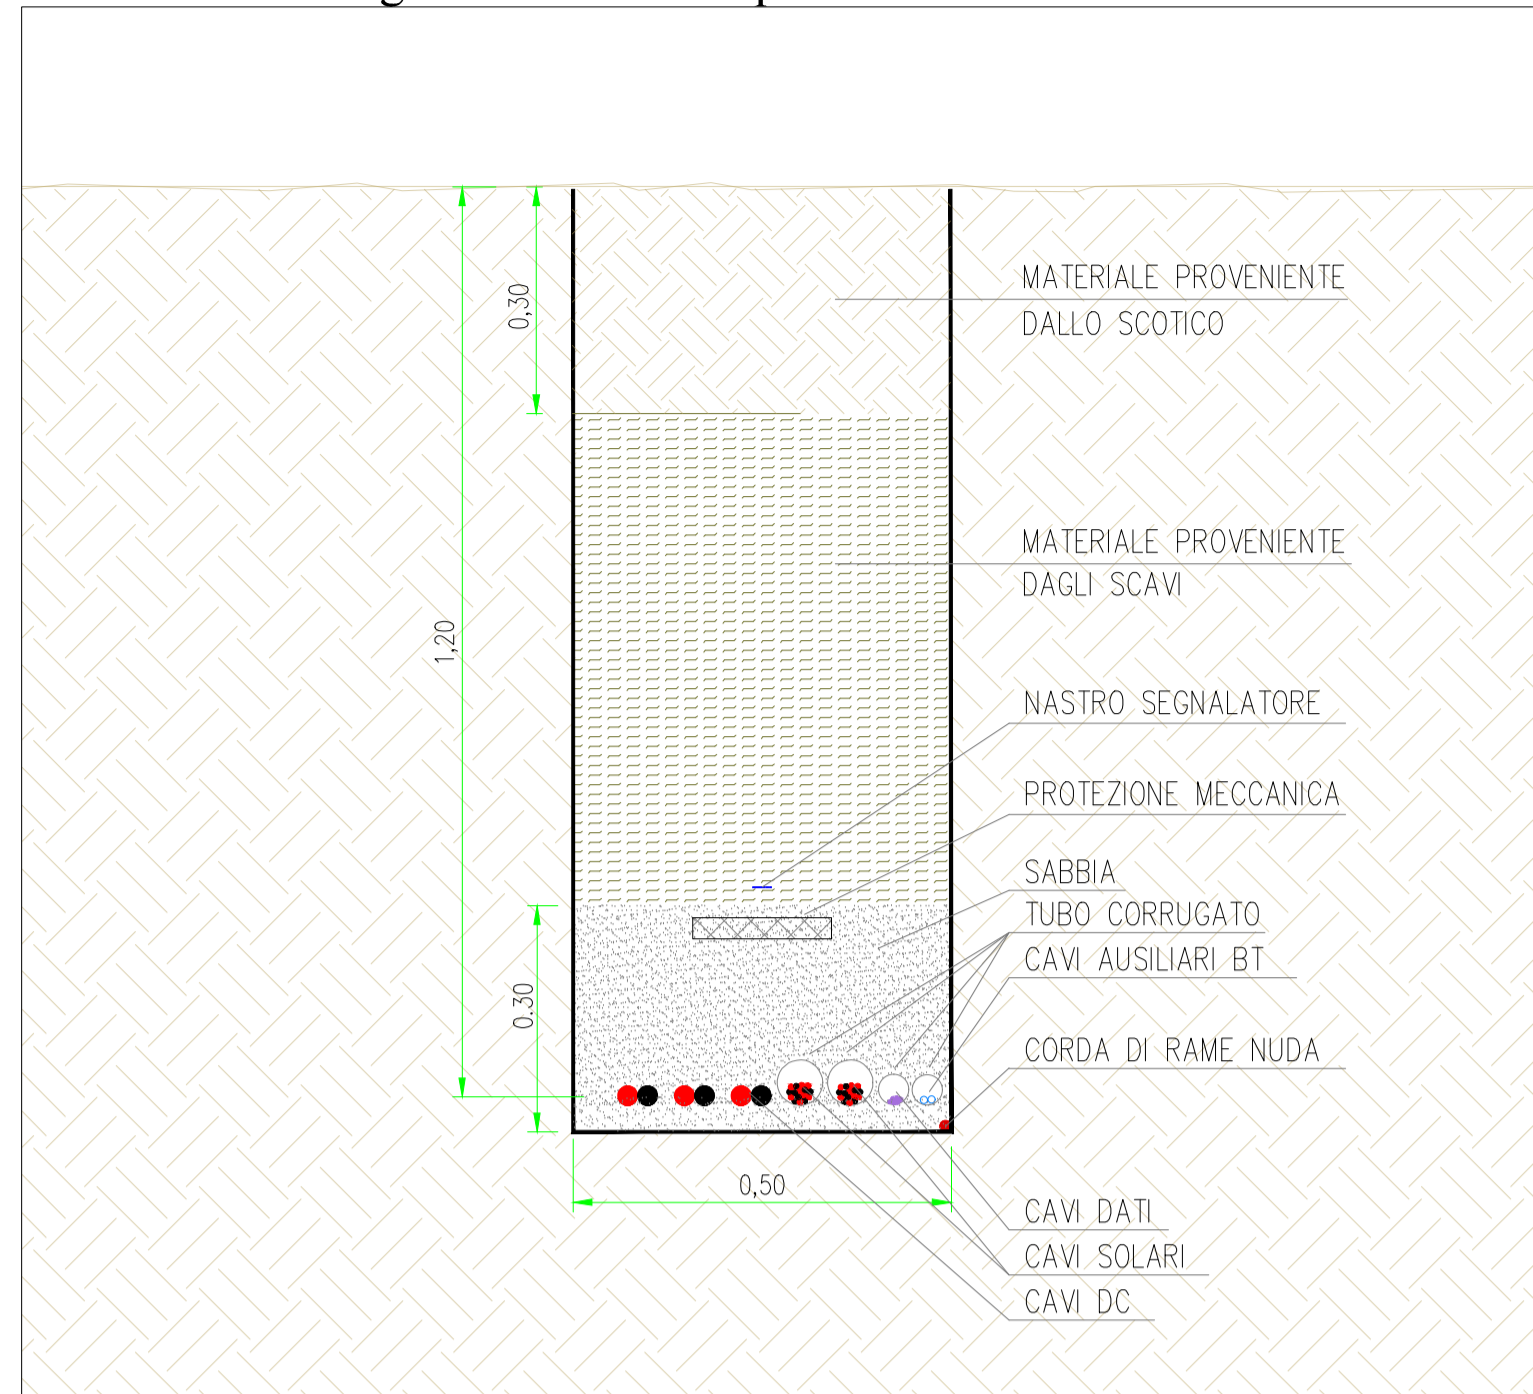 0,30
MATERIALE PROVENIENTE
DALLO SCOTICO
MATERIALE PROVENIENTE
DAGLI SCAVI
1,20
NASTRO SEGNALATORE
PROTEZIONE MECCANICA
SABBIA
TUBO CORRUGATO
CAVI AUSILIARI BT
0.30
CORDA DI RAME NUDA
0,50
CAVI DATI
CAVI SOLARI
CAVI DC